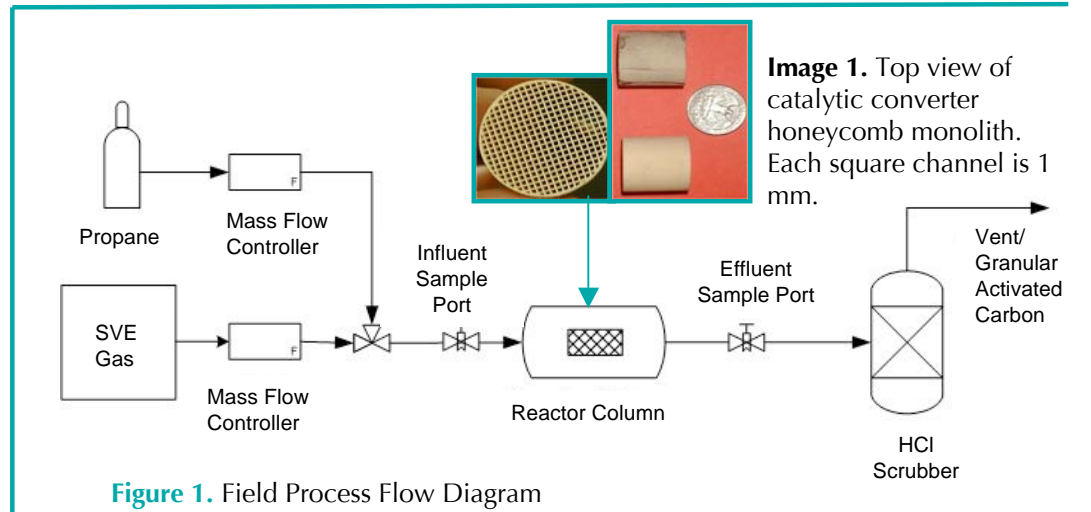 Image 1. Top view of
catalytic converter
honeycomb monolith.
Each square channel is 1
mm.
Propane
F
Mass Flow
Controller
SVE
Gas
F
Mass Flow
Controller
Influent
Sample
Port
Reactor Column
Effluent
Sample Port
HCl
Scrubber
Vent/
Granular
Activated
Carbon
Figure 1. Field Process Flow Diagram